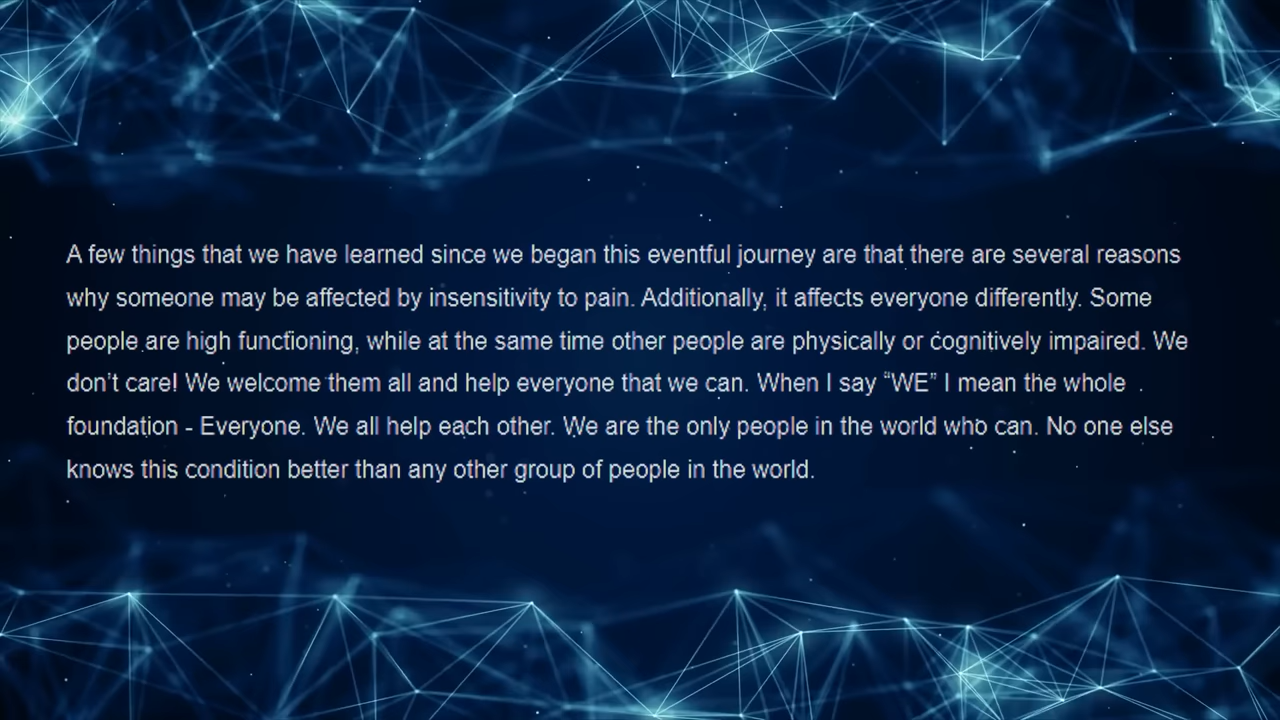 A few things that we have learned since we began this eventful journey are that there are several reasons
why someone may be affected by insensitivity to pain. Additionally, it affects everyone differently. Some
people are high functioning, while at the same time other people are physically or cognitively impaired. We
don’t care! We welcome them all and help everyone that we can. When I say “WE” I mean the whole
foundation - Everyone. We all help each other. We are the only people in the world who can. No one else
knows this condition better than any other group of people in the world.